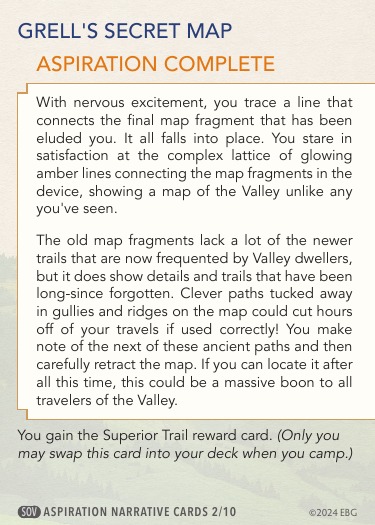 GRELL'S SECRET MAP
ASPIRATION COMPLETE
With nervous excitement, you trace a line that
connects the final map fragment that has been
eluded you. It all falls into place. You stare in
satisfaction at the complex lattice of glowing
amber lines connecting the map fragments in the
device, showing a map of the Valley unlike any
you've seen.
The old map fragments lack a lot of the newer
trails that are now frequented by Valley dwellers,
but it does show details and trails that have been
long-since forgotten. Clever paths tucked away
in gullies and ridges on the map could cut hours
off of your travels if used correctly! You make
note of the next of these ancient paths and then
carefully retract the map. If you can locate it after
all this time, this could be a massive boon to all
travelers of the Valley.
You gain the Superior Trail reward card. (Only you
may swap this card into your deck when you camp.)
SOV ASPIRATION NARRATIVE CARDS 2/10 ©2024 EBG